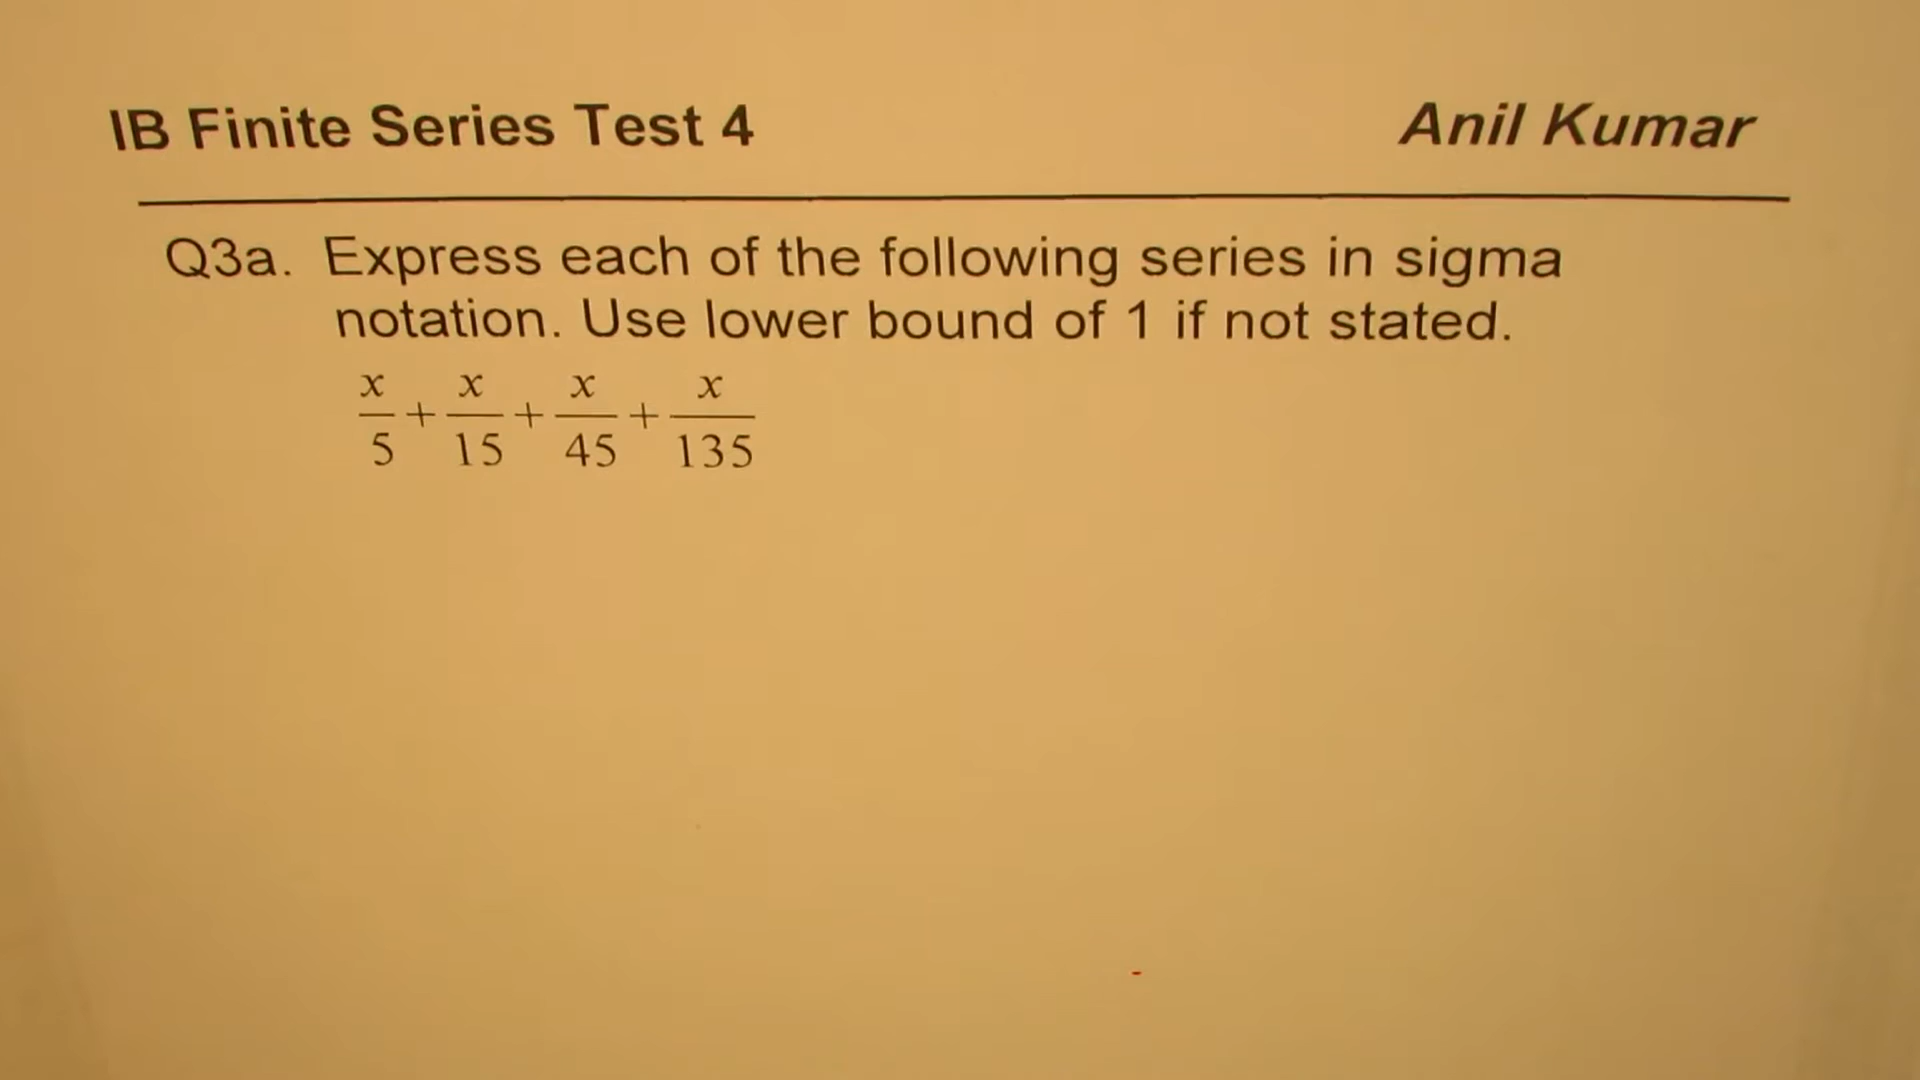 IB Finite Series Test 4 Anil Kumar
Q3a. Express each of the following series in sigma
notation. Use lower bound of 1 if not stated.
x/5 + x/15 + x/45 + x/135